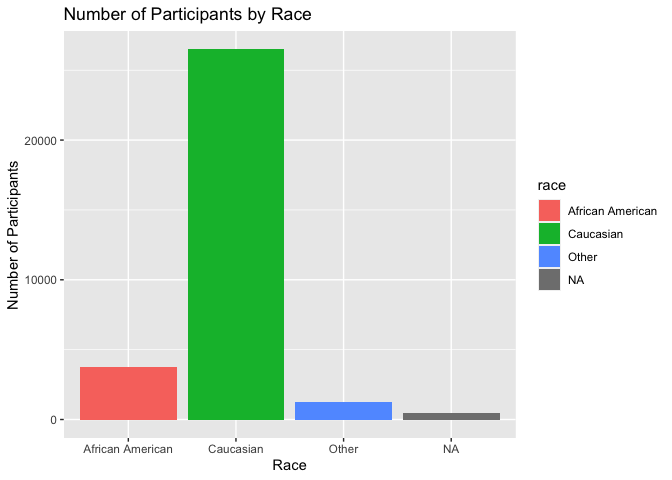 Number of Participants by Race
Number of Participants
20000
10000
0
African American
Caucasian
Other
NA
Race
race
African American
Caucasian
Other
NA